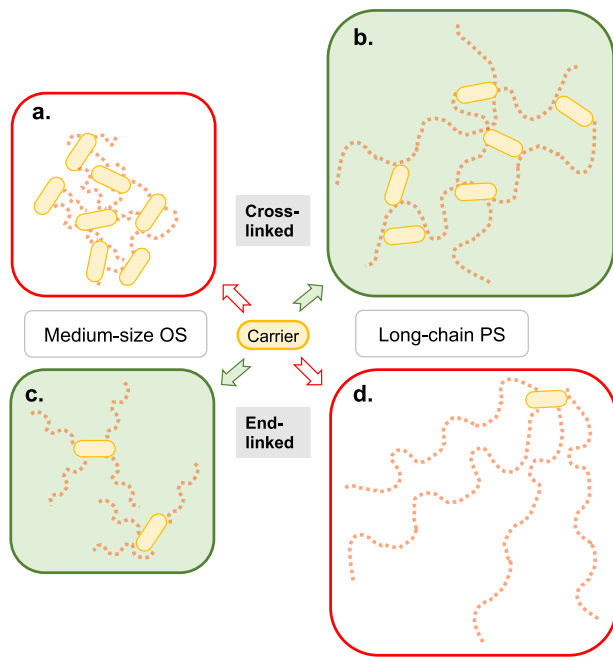 a.
b.
Cross-
linked
Medium-size OS
Carrier
Long-chain PS
c.
End-
linked
d.